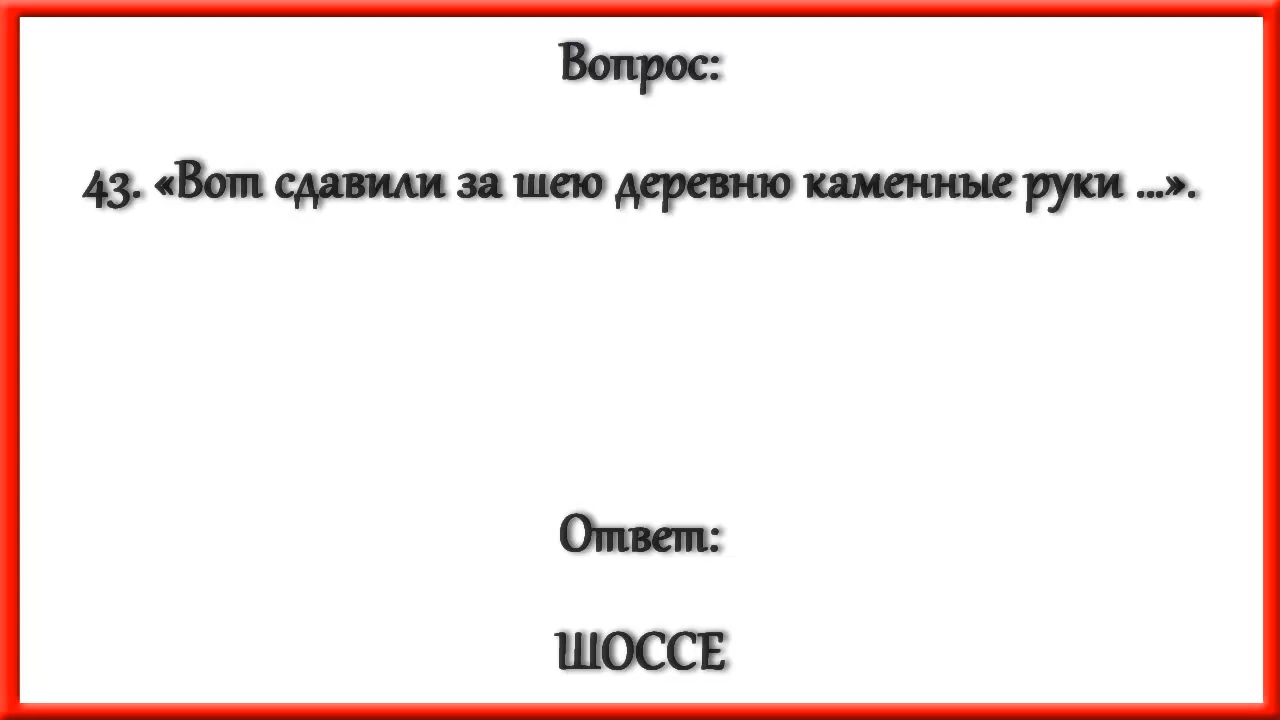 Вопрос:
43. «Вот сдавили за шею деревню каменные руки ...».
Ответ:
ШОССЕ